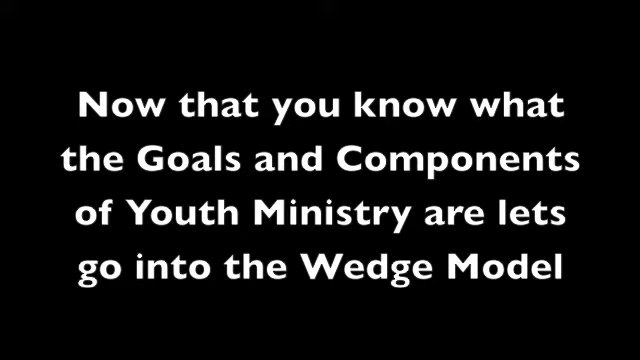 Now that you know what
the Goals and Components
of Youth Ministry are lets
go into the Wedge Model